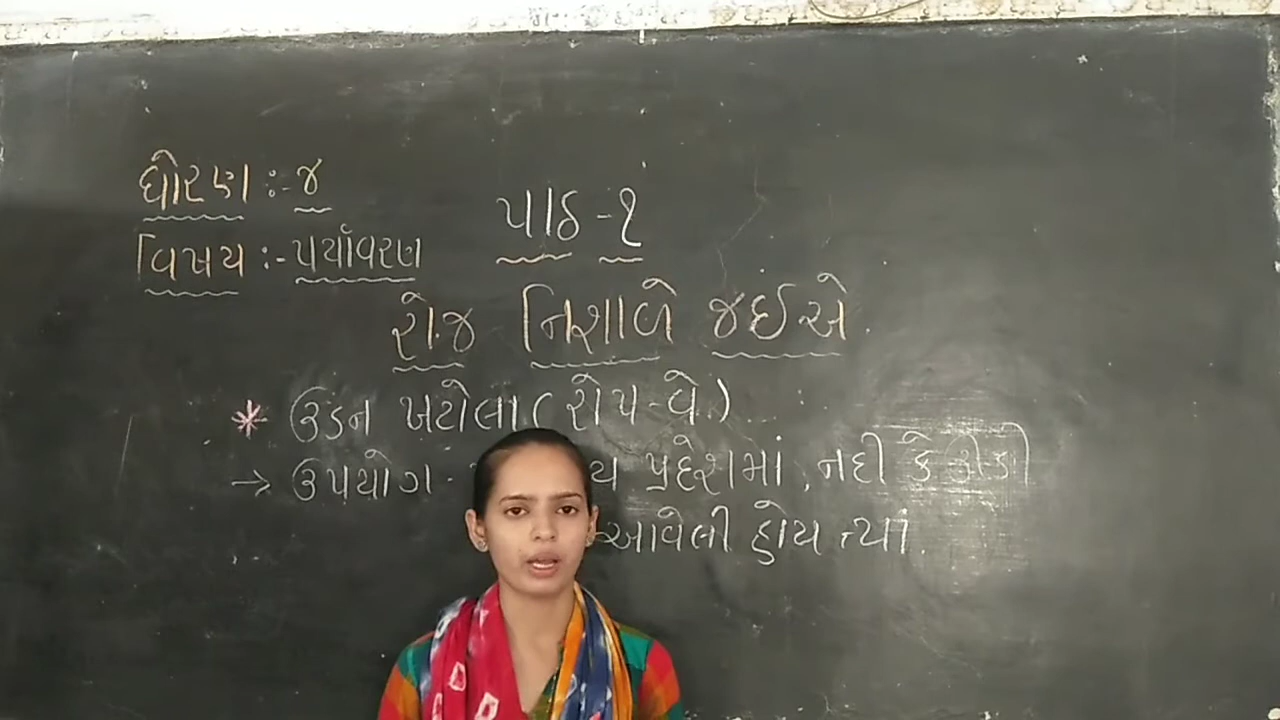 ધોરણ :- ૪
વિષય :- પર્યાવરણ
પાઠ - ૧
રોજ નિશાળે જઈએ.
* ઉડન ખટોલા (રોપ-વે)
→ ઉપયોગ - પ્રદેશમાં, નદી કે ઊંડી
આવેલી હોય ત્યાં.